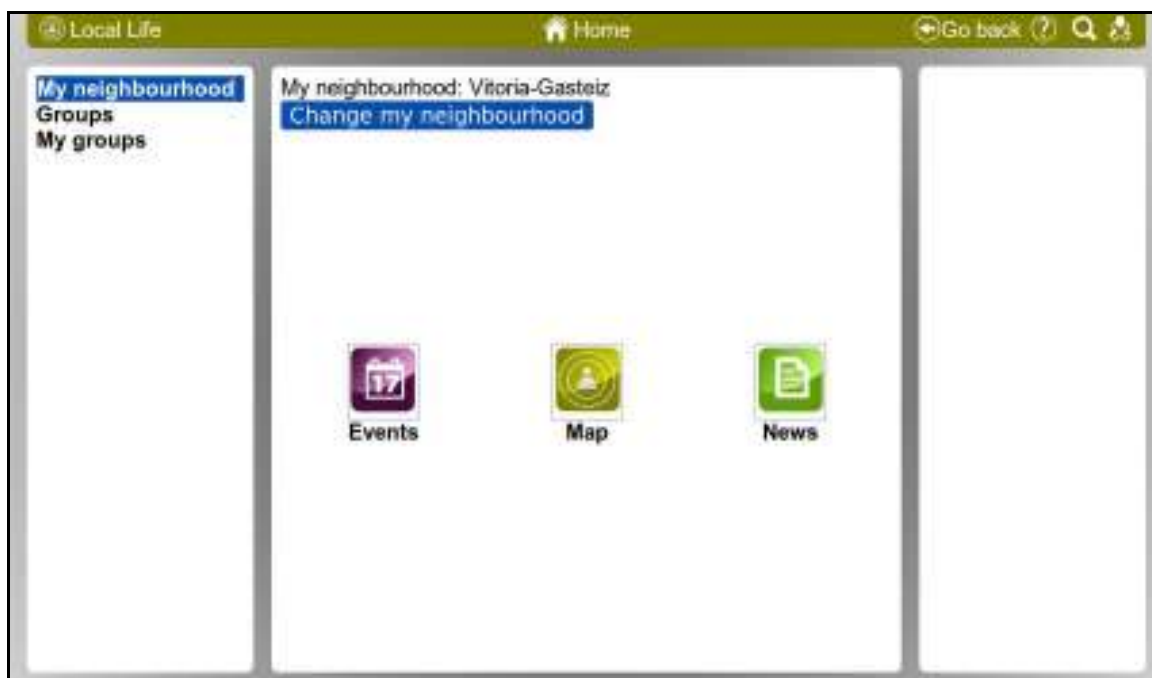 Local Life
Home
Go back ?
My neighbourhood
Groups
My groups
My neighbourhood: Vitoria-Gasteiz
Change my neighbourhood
17
Events
Map
News